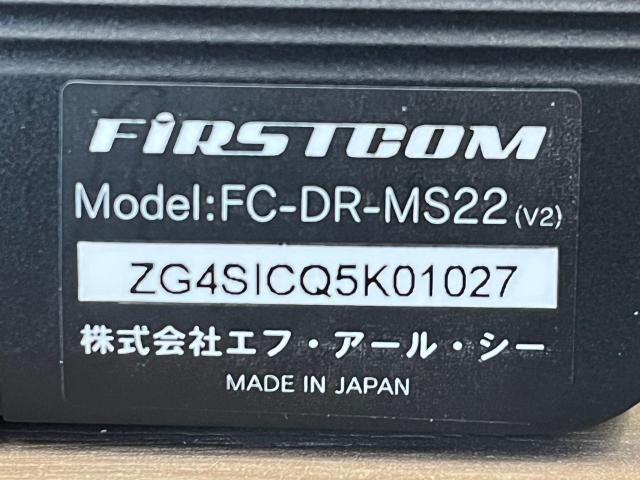 FiRSTCOM
Model:FC-DR-MS22 (V2)
ZG4SICQ5K01027
株式会社エフ・アール・シー
MADE IN JAPAN